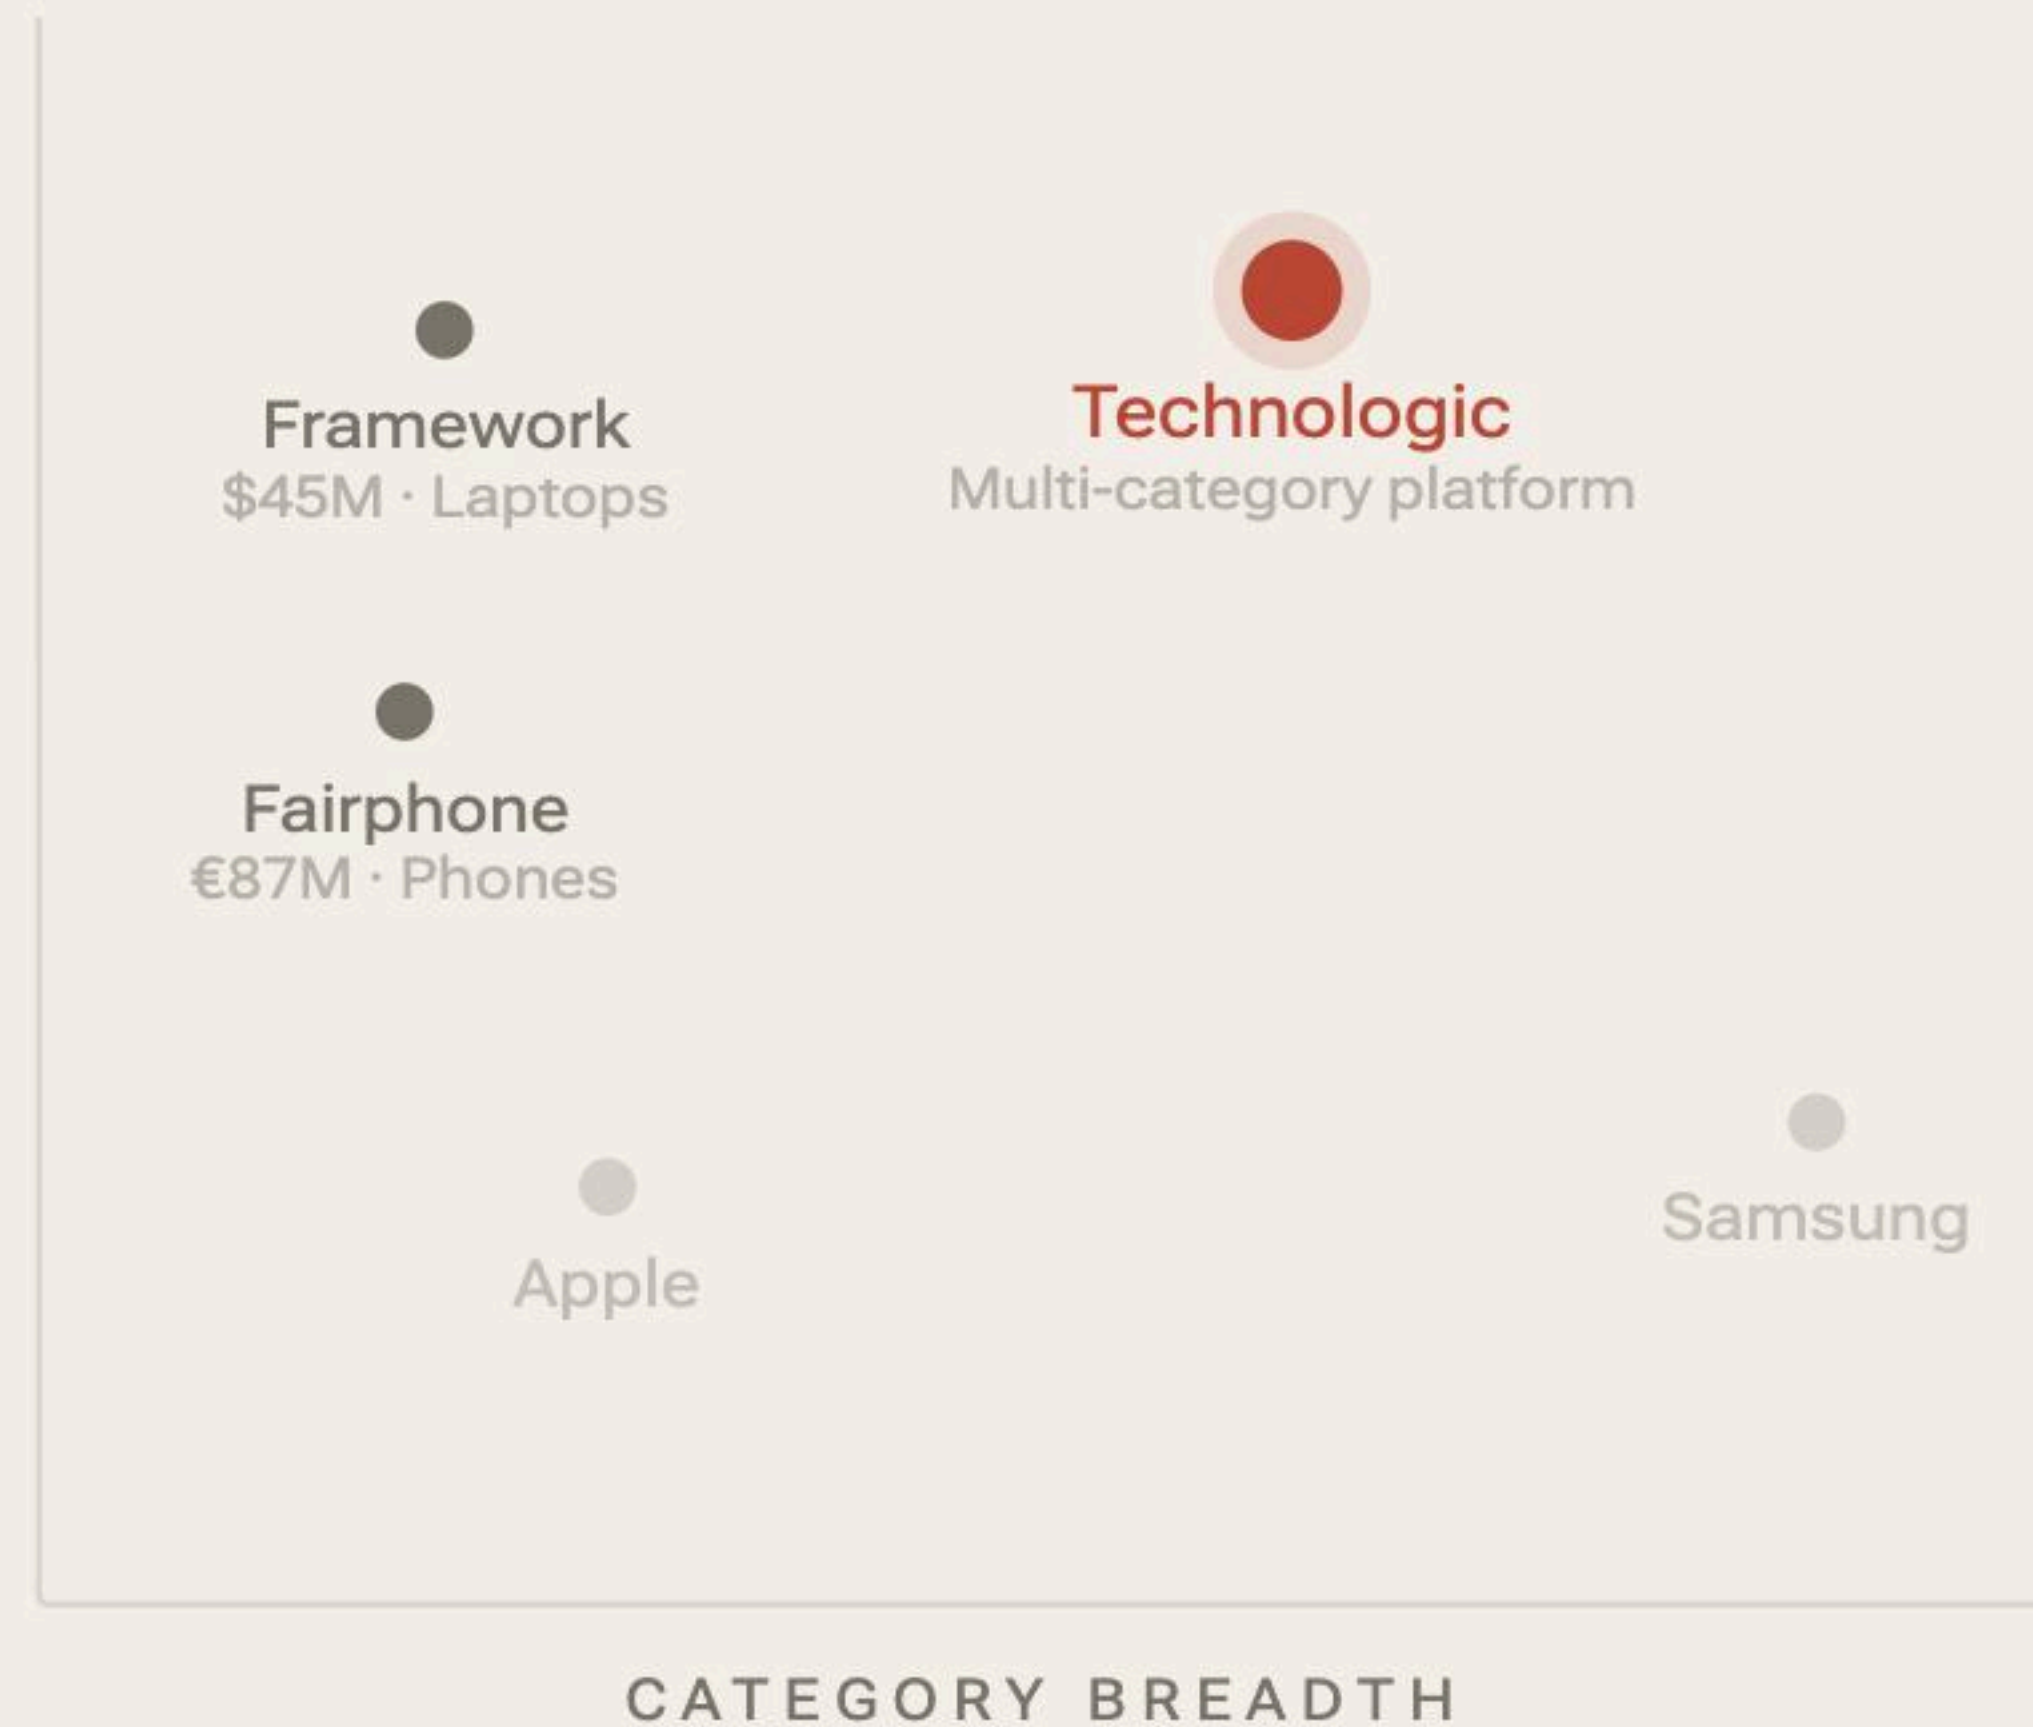 Framework
$45M · Laptops
Technologic
Multi-category platform
Fairphone
€87M · Phones
Samsung
Apple
CATEGORY BREADTH